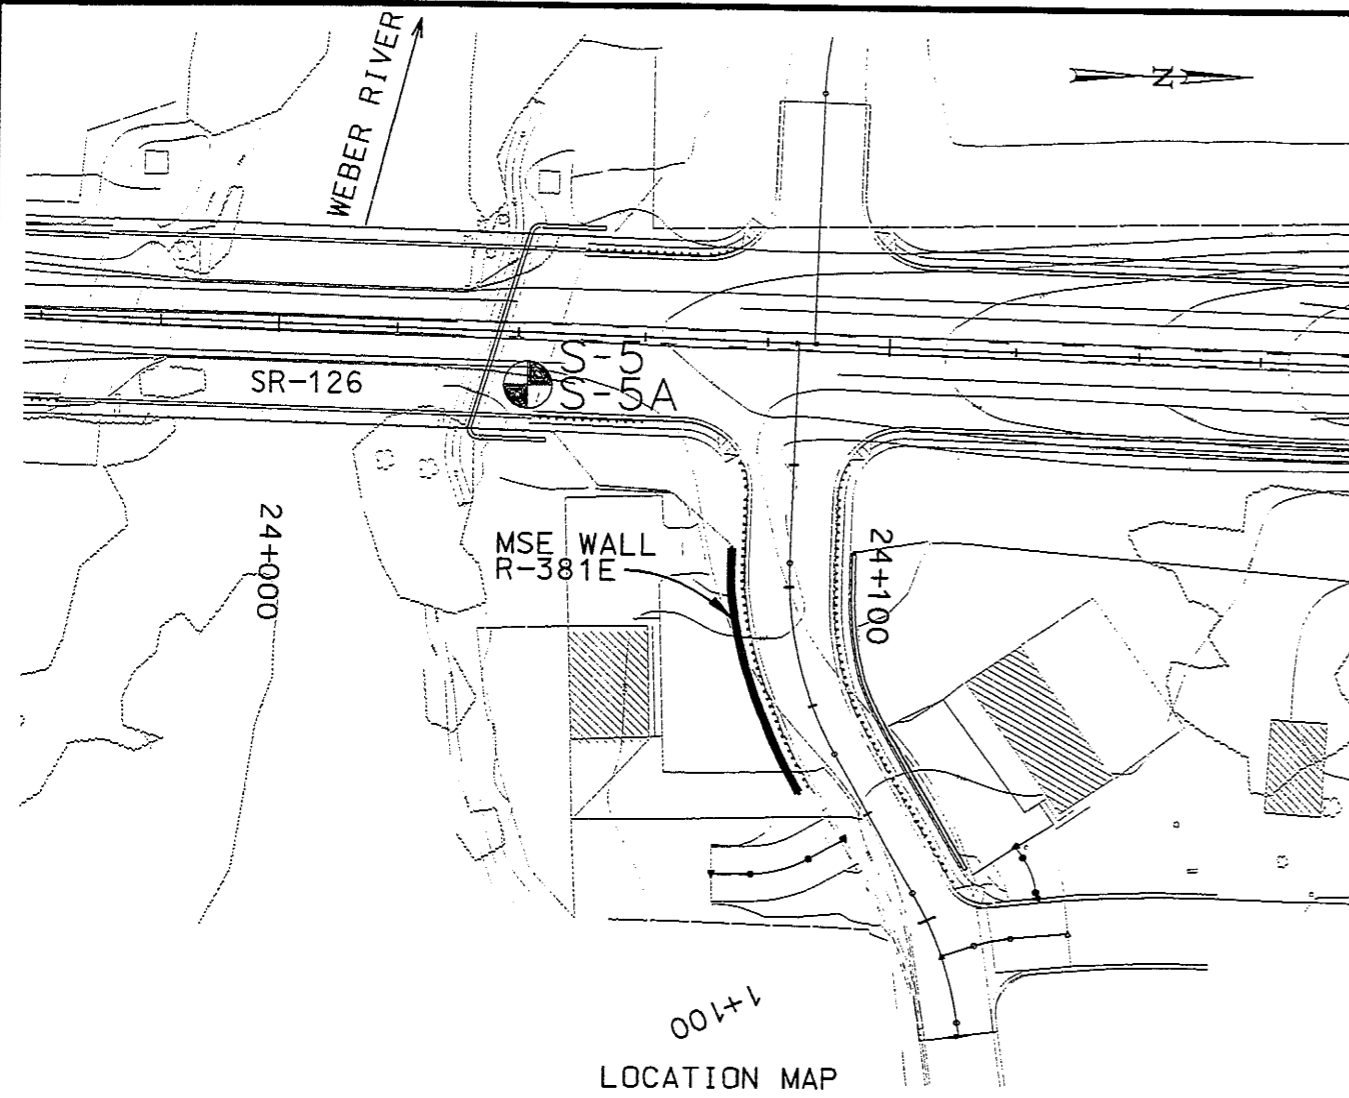 WEBER RIVER
N
S-5
S-5A
SR-126
24+000
MSE WALL
R-381E
24+100
1+100
LOCATION MAP